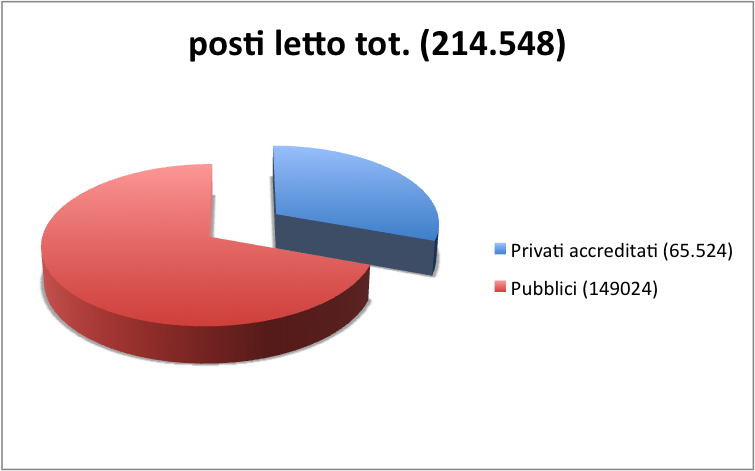 posti letto tot. (214.548)
Privati accreditati (65.524)
Pubblici (149024)